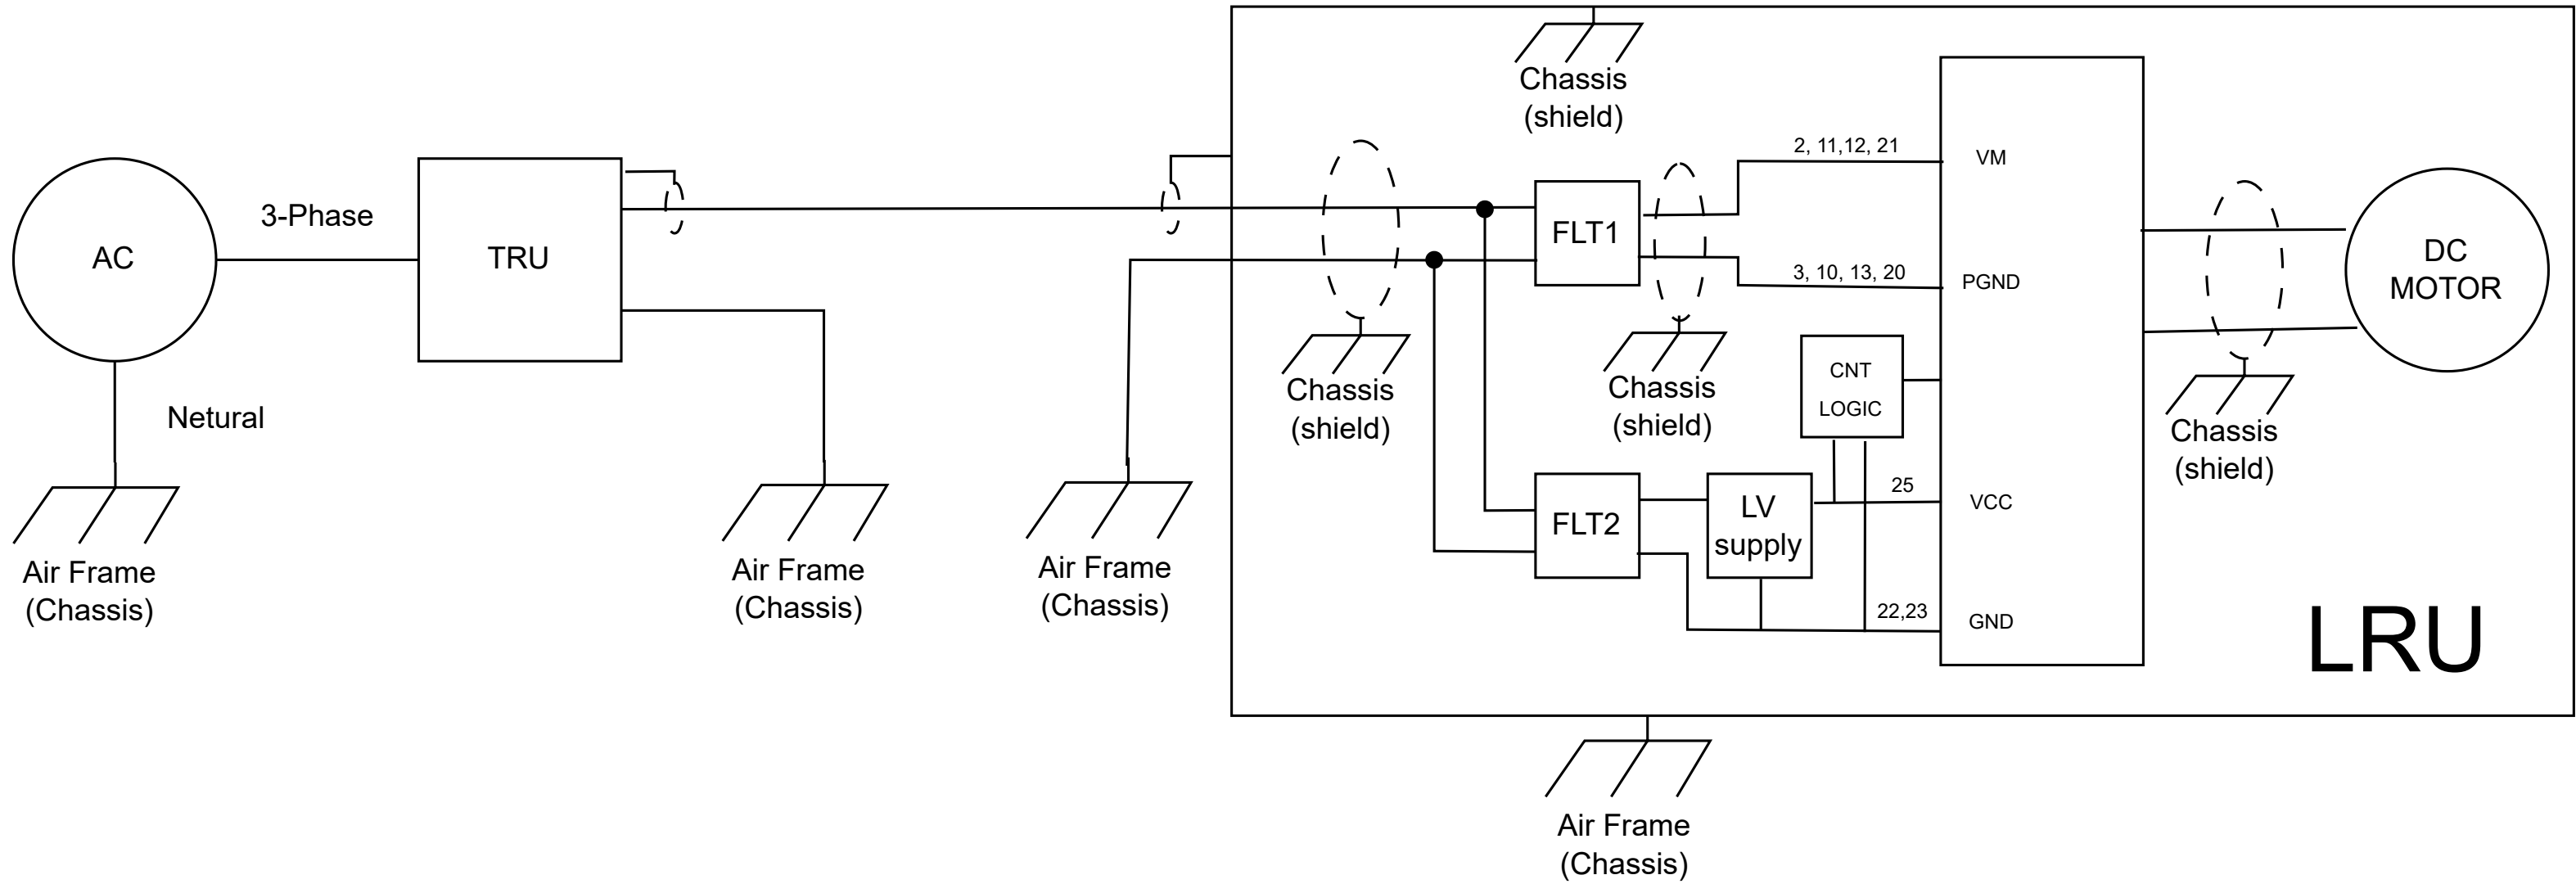 AC
3-Phase
Netural
Air Frame
(Chassis)
TRU
Air Frame
(Chassis)
Air Frame
(Chassis)
Chassis
(shield)
Chassis
(shield)
FLT1
Chassis
(shield)
2, 11,12, 21
VM
3, 10, 13, 20
PGND
CNT
LOGIC
FLT2
LV
supply
25
VCC
22,23
GND
Chassis
(shield)
DC
MOTOR
LRU
Air Frame
(Chassis)